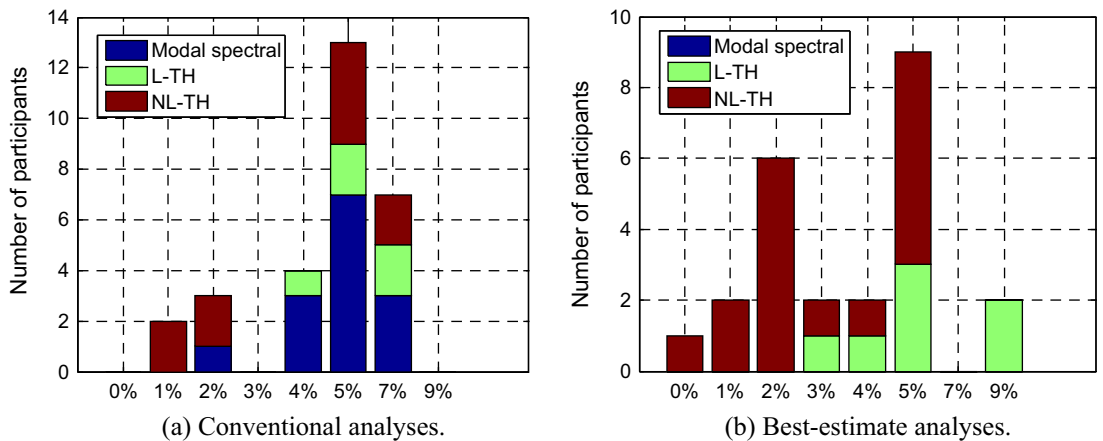 14
12
10
8
6
4
2
0
Number of participants
Modal spectral
L-TH
NL-TH
0% 1% 2% 3% 4% 5% 7% 9%
(a) Conventional analyses.
10
8
6
4
2
0
Number of participants
Modal spectral
L-TH
NL-TH
0% 1% 2% 3% 4% 5% 7% 9%
(b) Best-estimate analyses.